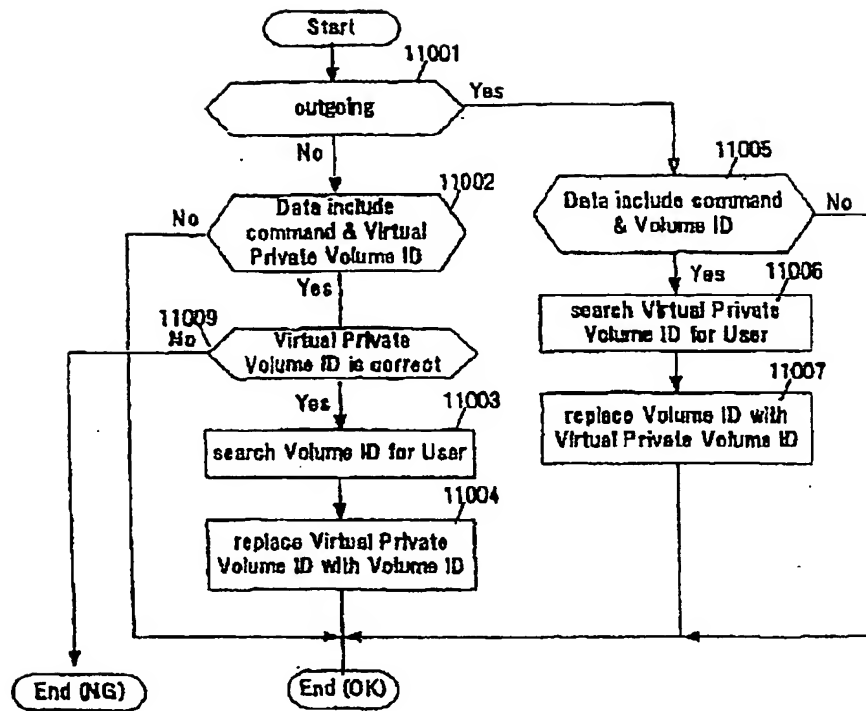 Start
11001
outgoing
Yes
No
11005
Data include command
& Volume ID
No
11002
No
Data include
command & Virtual
Private Volume ID
Yes
Yes
11006
search Virtual Private
Volume ID for User
11009
No
Virtual Private
Volume ID is correct
11007
replace Volume ID with
Virtual Private Volume ID
Yes
11003
search Volume ID for User
11004
replace Virtual Private
Volume ID with Volume ID
End (NG)
End (OK)